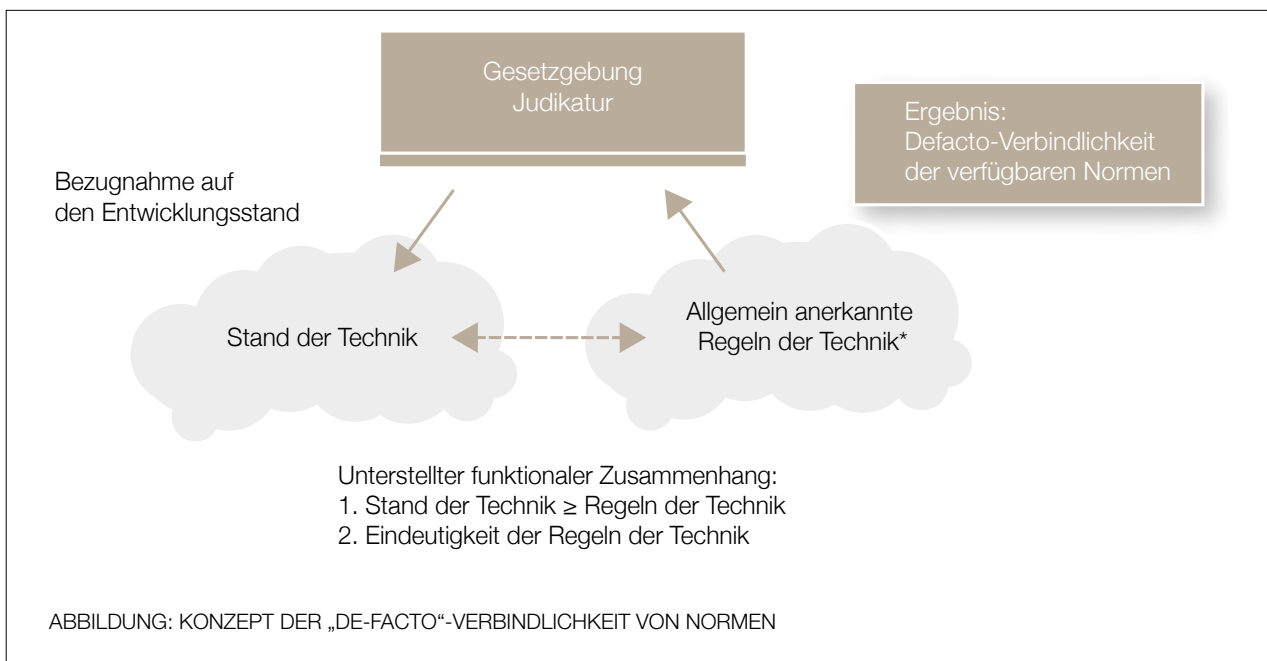 Gesetzgebung
Judikatur
Ergebnis:
Defacto-Verbindlichkeit
der verfügbaren Normen
Bezugnahme auf
den Entwicklungsstand
Stand der Technik
Allgemein anerkannte
Regeln der Technik*
Unterstellter funktionaler Zusammenhang:
1. Stand der Technik ≥ Regeln der Technik
2. Eindeutigkeit der Regeln der Technik
ABBILDUNG: KONZEPT DER „DE-FACTO“-VERBINDLICHKEIT VON NORMEN